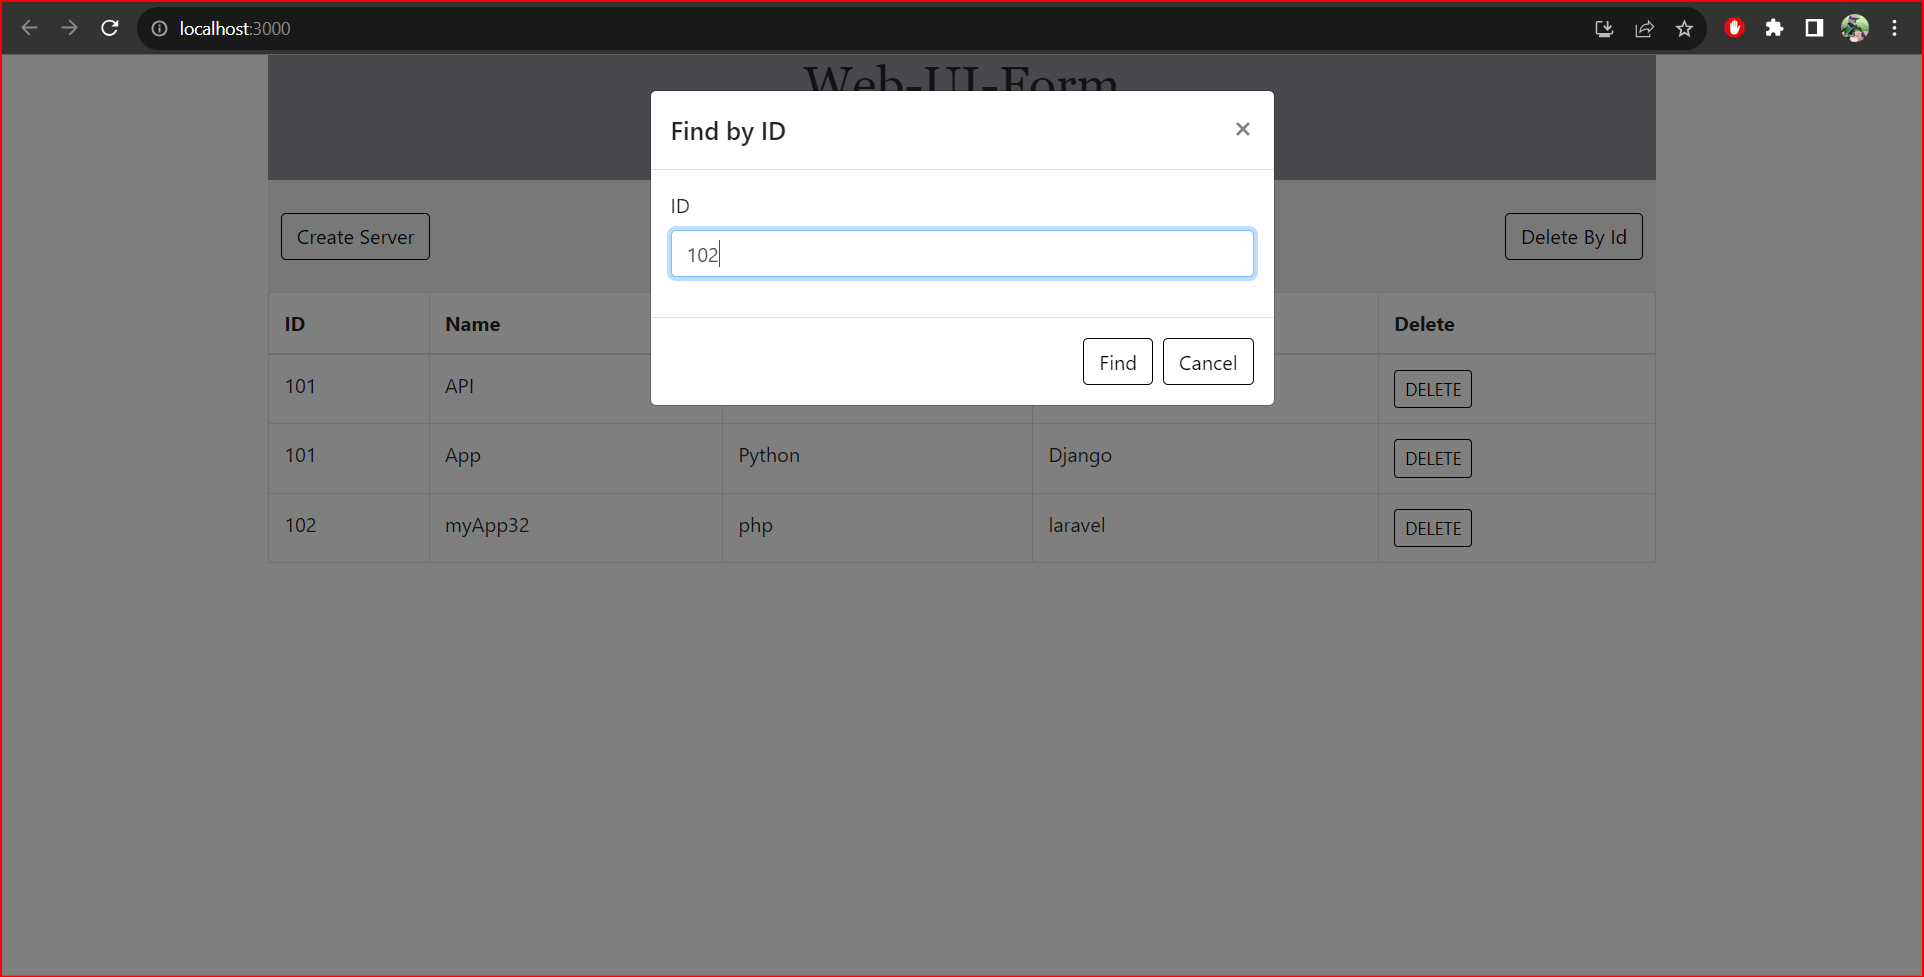 localhost:3000
Web-UI-Form
Find by ID ×
ID
102
Find Cancel
Create Server Delete By Id
ID Name Delete
101 API DELETE
101 App Python Django DELETE
102 myApp32 php laravel DELETE